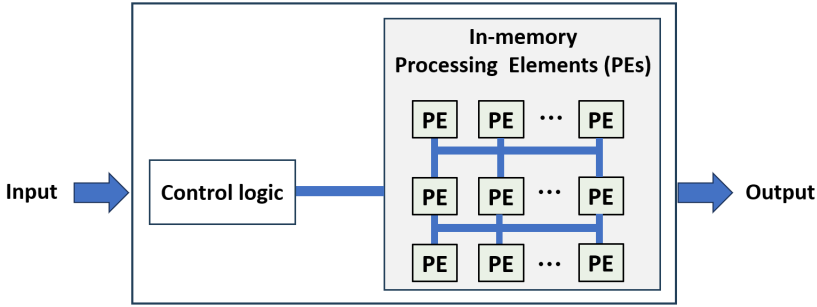 In-memory
Processing Elements (PEs)
PE PE ... PE
Input
Control logic
PE PE ... PE
Output
PE PE ... PE